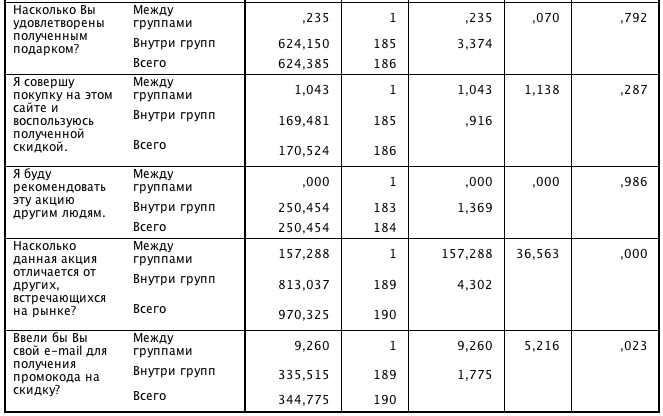 Насколько Вы удовлетворены полученным подарком? Между группами ,235 1 ,235 ,070 ,792
Внутри групп 624,150 185 3,374
Всего 624,385 186
Я совершу покупку на этом сайте и воспользуюсь полученной скидкой. Между группами 1,043 1 1,043 1,138 ,287
Внутри групп 169,481 185 ,916
Всего 170,524 186
Я буду рекомендовать эту акцию другим людям. Между группами ,000 1 ,000 ,000 ,986
Внутри групп 250,454 183 1,369
Всего 250,454 184
Насколько данная акция отличается от других, встречающихся на рынке? Между группами 157,288 1 157,288 36,563 ,000
Внутри групп 813,037 189 4,302
Всего 970,325 190
Ввели бы Вы свой e-mail для получения промокода на скидку? Между группами 9,260 1 9,260 5,216 ,023
Внутри групп 335,515 189 1,775
Всего 344,775 190